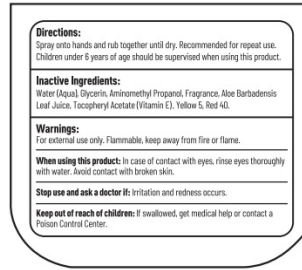 Directions:
Spray onto hands and rub together until dry. Recommended for repeat use.
Children under 6 years of age should be supervised when using this product.
Inactive Ingredients:
Water (Aqua), Glycerin, Aminomethyl Propanol, Fragrance, Aloe Barbadensis
Leaf Juice, Tocopheryl Acetate (Vitamin E), Yellow 5, Red 40.
Warnings:
For external use only. Flammable, keep away from fire or flame.
When using this product: In case of contact with eyes, rinse eyes thoroughly
with water. Avoid contact with broken skin.
Stop use and ask a doctor if: Irritation and redness occurs.
Keep out of reach of children: If swallowed, get medical help or contact a
Poison Control Center.